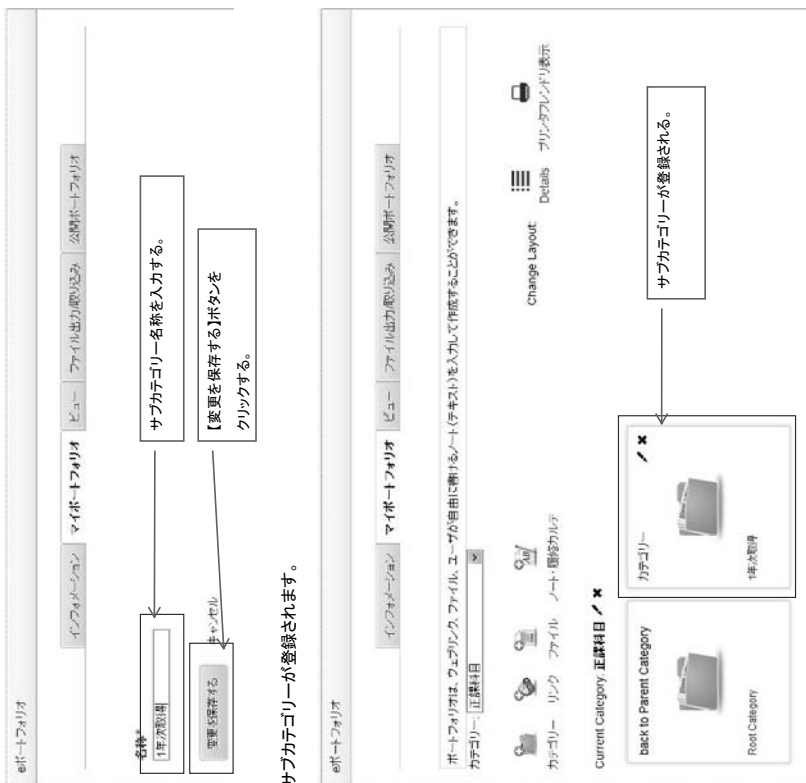 eポートフォリオ
インフォメーション マイポートフォリオ ビュー ファイル出力/取り込み 公開ポートフォリオ
名称*
1年次取得
変更を保存する キャンセル
サブカテゴリー名称を入力する。
【変更を保存する】ボタンを
クリックする。
サブカテゴリーが登録されます。
eポートフォリオ
インフォメーション マイポートフォリオ ビュー ファイル出力/取り込み 公開ポートフォリオ
ポートフォリオは、ウェブリンク、ファイル、ユーザが自由に書けるノート(テキスト)を入力して作成することができます。
カテゴリー: 正課科目
カテゴリー リンク ファイル ノート・履修カルテ
Change Layout: Details プリンタフレンドリ表示
Current Category: 正課科目
back to Parent Category
Root Category
カテゴリー
1年次取得
サブカテゴリーが登録される。